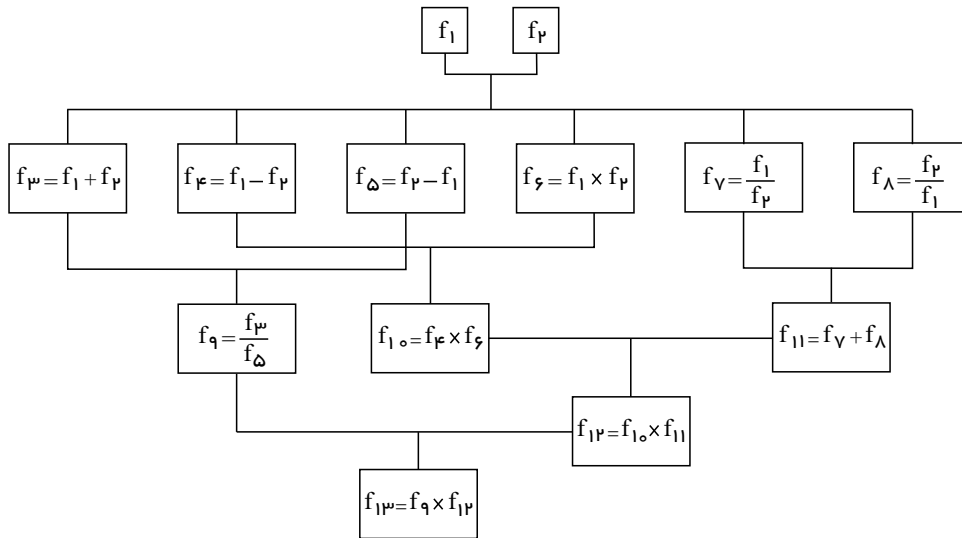 f۱ f۲
f۳ = f۱ + f۲
f۴ = f۱ − f۲
f۵ = f۲ − f۱
f۶ = f۱ × f۲
f۷ = f۱/f۲
f۸ = f۲/f۱
f۹ = f۳/f۵
f۱۰ = f۴ × f۶
f۱۱ = f۷ + f۸
f۱۲ = f۱۰ × f۱۱
f۱۳ = f۹ × f۱۲